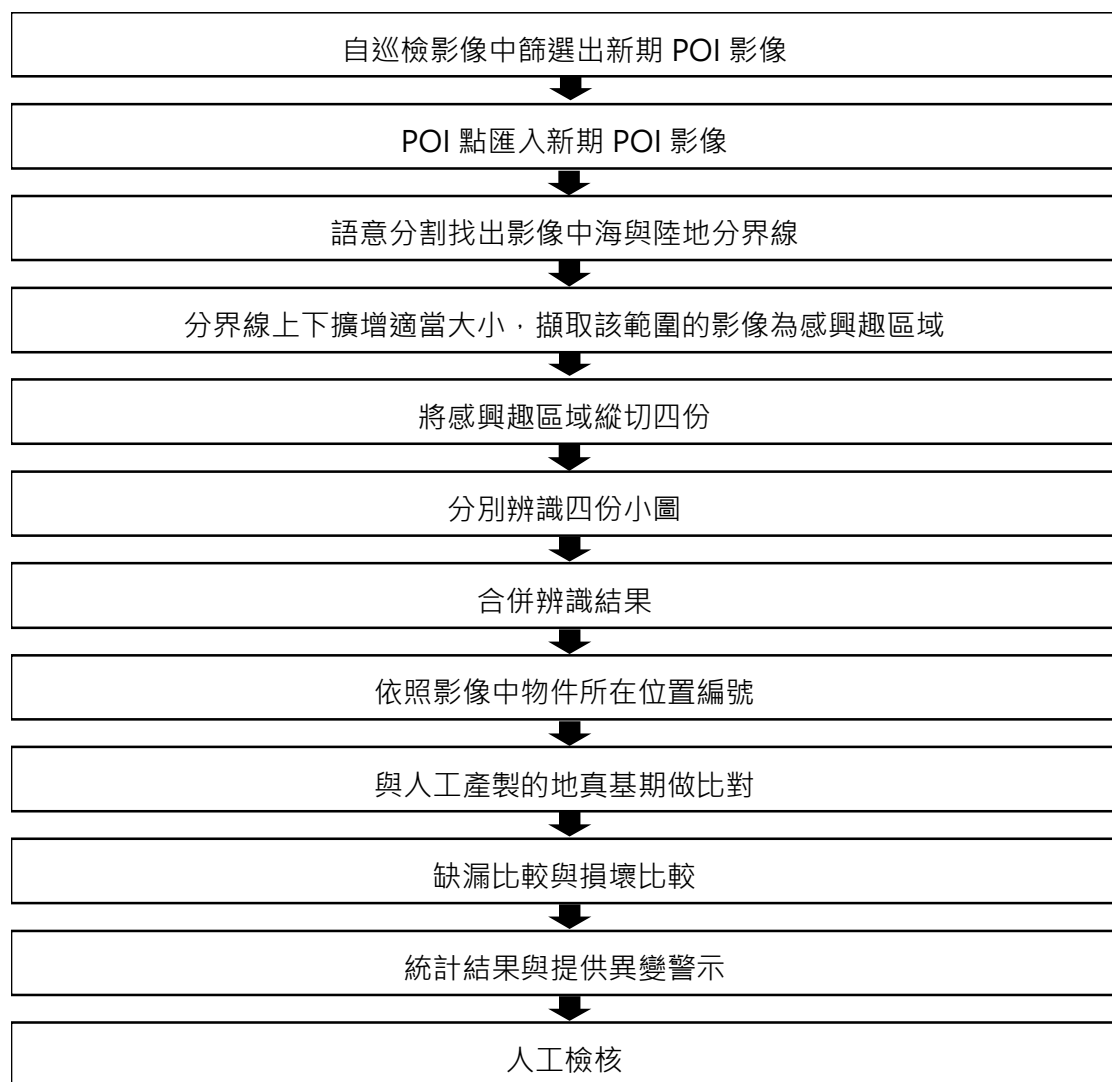 自巡檢影像中篩選出新期 POI 影像
POI 點匯入新期 POI 影像
語意分割找出影像中海與陸地分界線
分界線上下擴增適當大小，擷取該範圍的影像為感興趣區域
將感興趣區域縱切四份
分別辨識四份小圖
合併辨識結果
依照影像中物件所在位置編號
與人工產製的地真基期做比對
缺漏比較與損壞比較
統計結果與提供異變警示
人工檢核